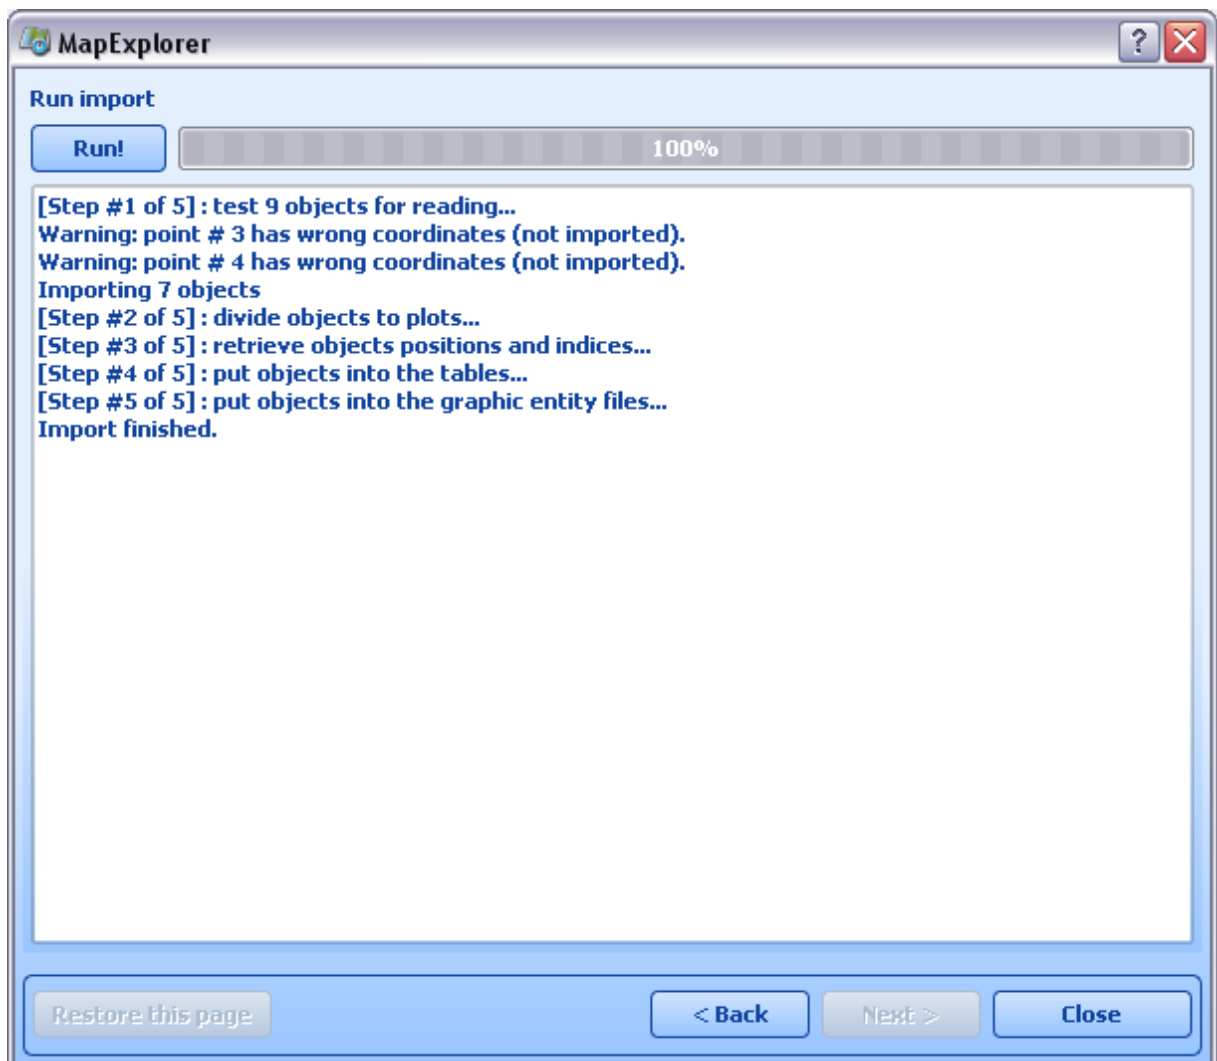 MapExplorer
Run import
Run!
100%
[Step #1 of 5] : test 9 objects for reading...
Warning: point # 3 has wrong coordinates (not imported).
Warning: point # 4 has wrong coordinates (not imported).
Importing 7 objects
[Step #2 of 5] : divide objects to plots...
[Step #3 of 5] : retrieve objects positions and indices...
[Step #4 of 5] : put objects into the tables...
[Step #5 of 5] : put objects into the graphic entity files...
Import finished.
Restore this page
< Back
Next >
Close